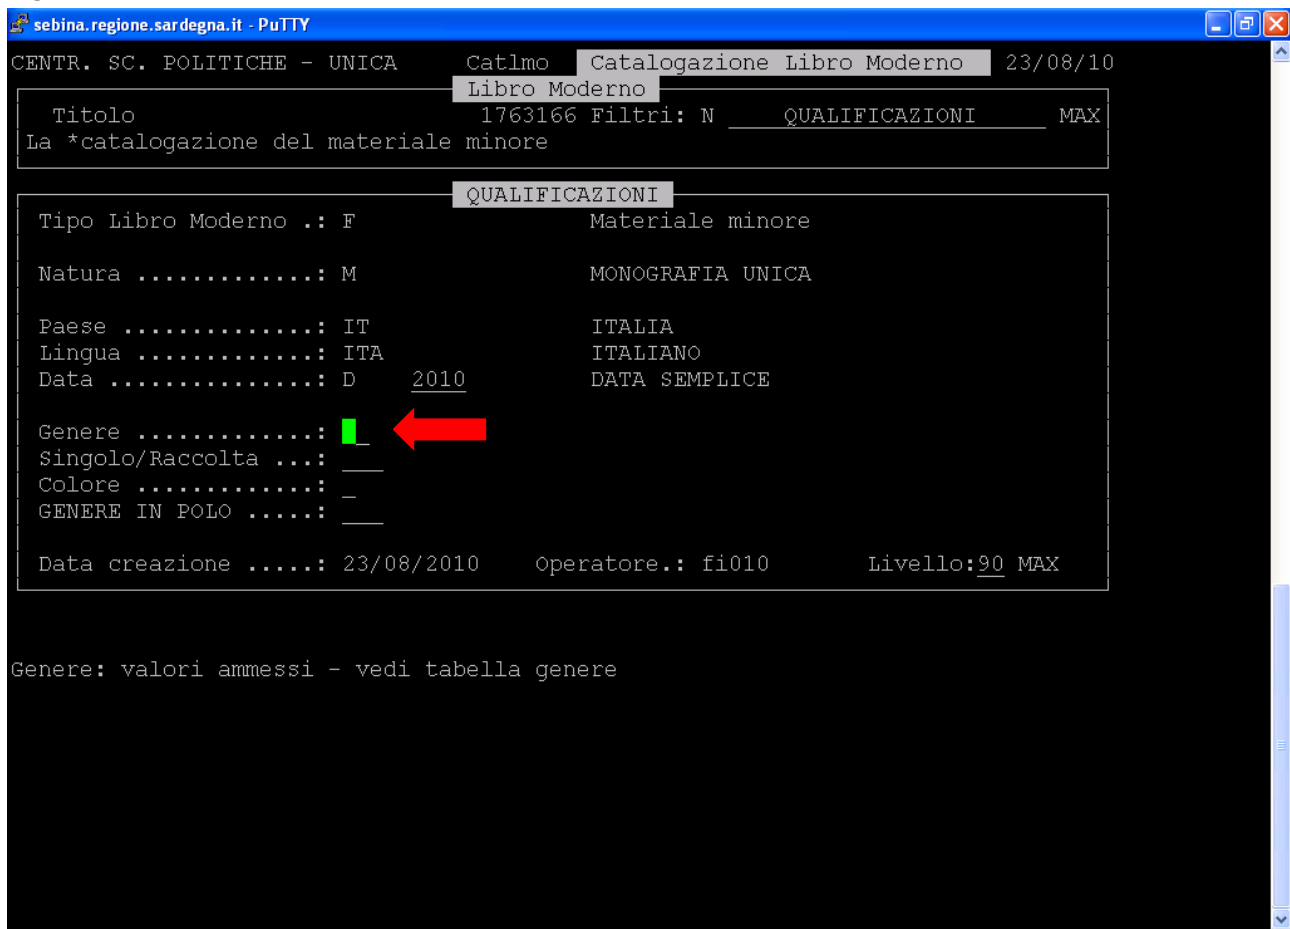 sebina.regione.sardegna.it - PuTTY
CENTR. SC. POLITICHE - UNICA Catlmo Catalogazione Libro Moderno 23/08/10
Libro Moderno
Titolo 1763166 Filtri: N ____QUALIFICAZIONI_____ MAX
La *catalogazione del materiale minore
QUALIFICAZIONI
Tipo Libro Moderno .: F Materiale minore
Natura .............: M MONOGRAFIA UNICA
Paese ..............: IT ITALIA
Lingua .............: ITA ITALIANO
Data ...............: D 2010 DATA SEMPLICE
Genere .............: _
Singolo/Raccolta ...: ___
Colore .............: _
GENERE IN POLO .....: ___
Data creazione .....: 23/08/2010 Operatore.: fi010 Livello:90 MAX
Genere: valori ammessi - vedi tabella genere